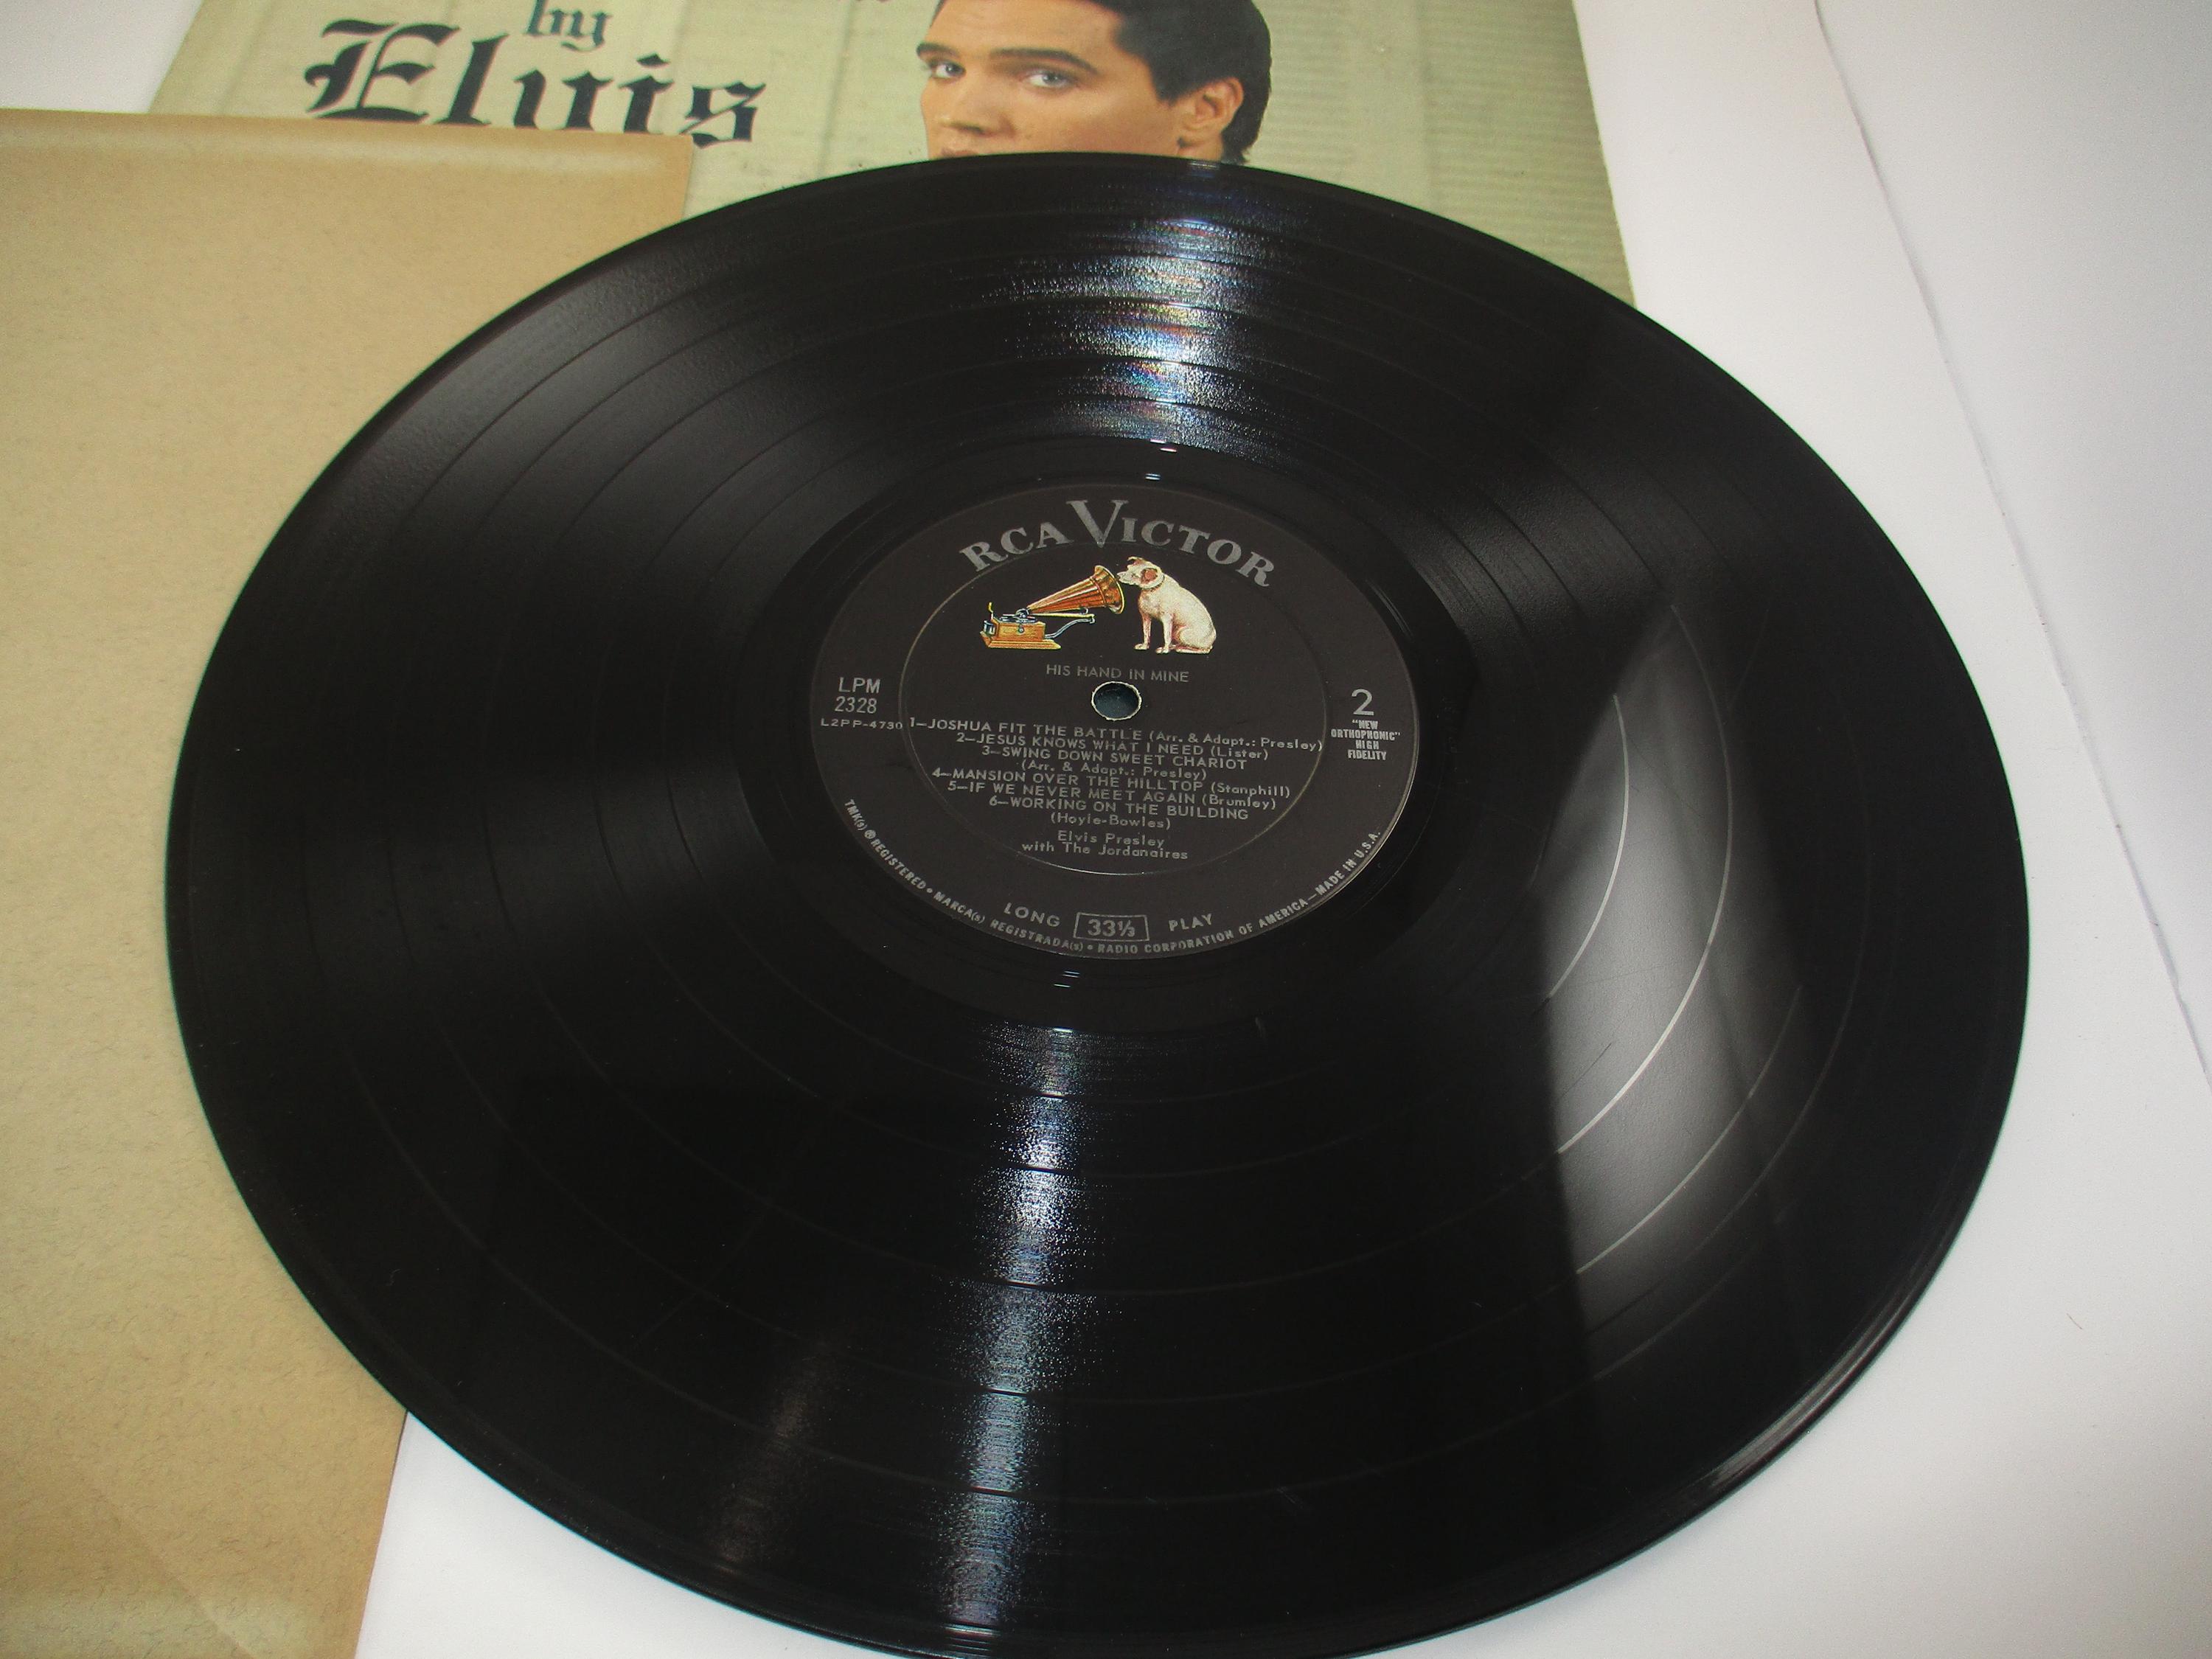 by
Elvis
RCA VICTOR
HIS HAND IN MINE
LPM
2328
L2PP-4730
2
"NEW
ORTHOPHONIC"
HIGH
FIDELITY
1—JOSHUA FIT THE BATTLE (Arr. & Adapt.: Presley)
2—JESUS KNOWS WHAT I NEED (Lister)
3—SWING DOWN SWEET CHARIOT
(Arr. & Adapt.: Presley)
4—MANSION OVER THE HILLTOP (Stanphill)
5—IF WE NEVER MEET AGAIN (Brumley)
6—WORKING ON THE BUILDING
(Hoyle-Bowles)
Elvis Presley
with The Jordanaires
LONG 33⅓ PLAY
TMK(s) ® REGISTERED • MARCA(s) REGISTRADA(s) • RADIO CORPORATION OF AMERICA—MADE IN U.S.A.